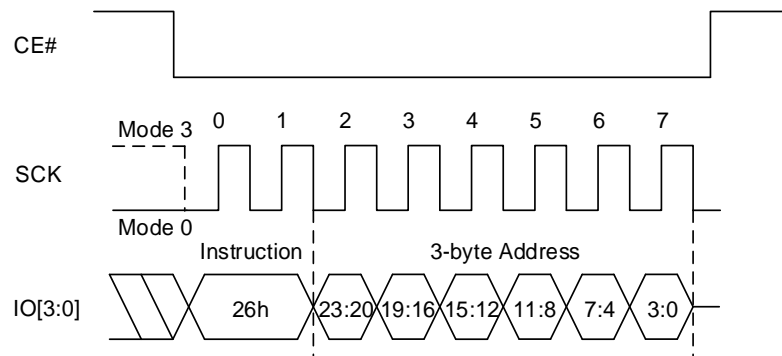 CE#
Mode 3 0 1 2 3 4 5 6 7
SCK
Mode 0
Instruction 3-byte Address
IO[3:0] 26h 23:20 19:16 15:12 11:8 7:4 3:0